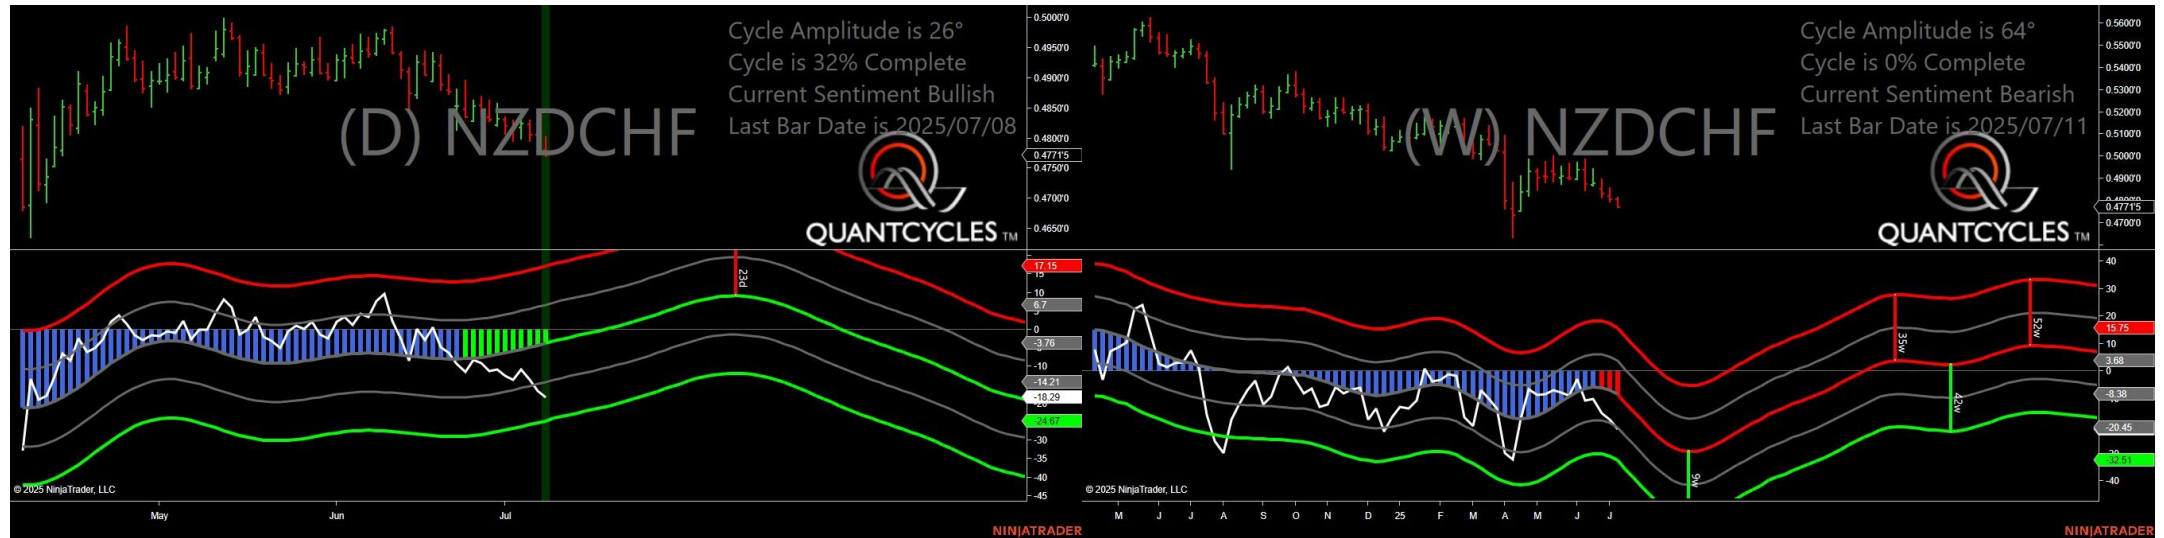 Cycle Amplitude is 26°
Cycle is 32% Complete
Current Sentiment Bullish
Last Bar Date is 2025/07/08
(D) NZDCHF
QUANTCYCLES TM
0.5000'0
0.4950'0
0.4900'0
0.4850'0
0.4800'0
0.4771'5
0.4750'0
0.4700'0
0.4650'0
23d
17.15
15
10
6.7
0
-3.76
-10
-14.21
-18.29
-24.67
-30
-35
-40
-45
© 2025 NinjaTrader, LLC
May
Jun
Jul
NINJATRADER
Cycle Amplitude is 64°
Cycle is 0% Complete
Current Sentiment Bearish
Last Bar Date is 2025/07/11
(W) NZDCHF
QUANTCYCLES TM
0.5600'0
0.5500'0
0.5400'0
0.5300'0
0.5200'0
0.5100'0
0.5000'0
0.4900'0
0.4771'5
0.4700'0
35w
52w
42w
9w
40
30
20
15.75
10
3.68
0
-8.38
-20.45
-32.51
-40
© 2025 NinjaTrader, LLC
M
J
J
A
S
O
N
D
25
F
M
A
M
J
J
NINJATRADER